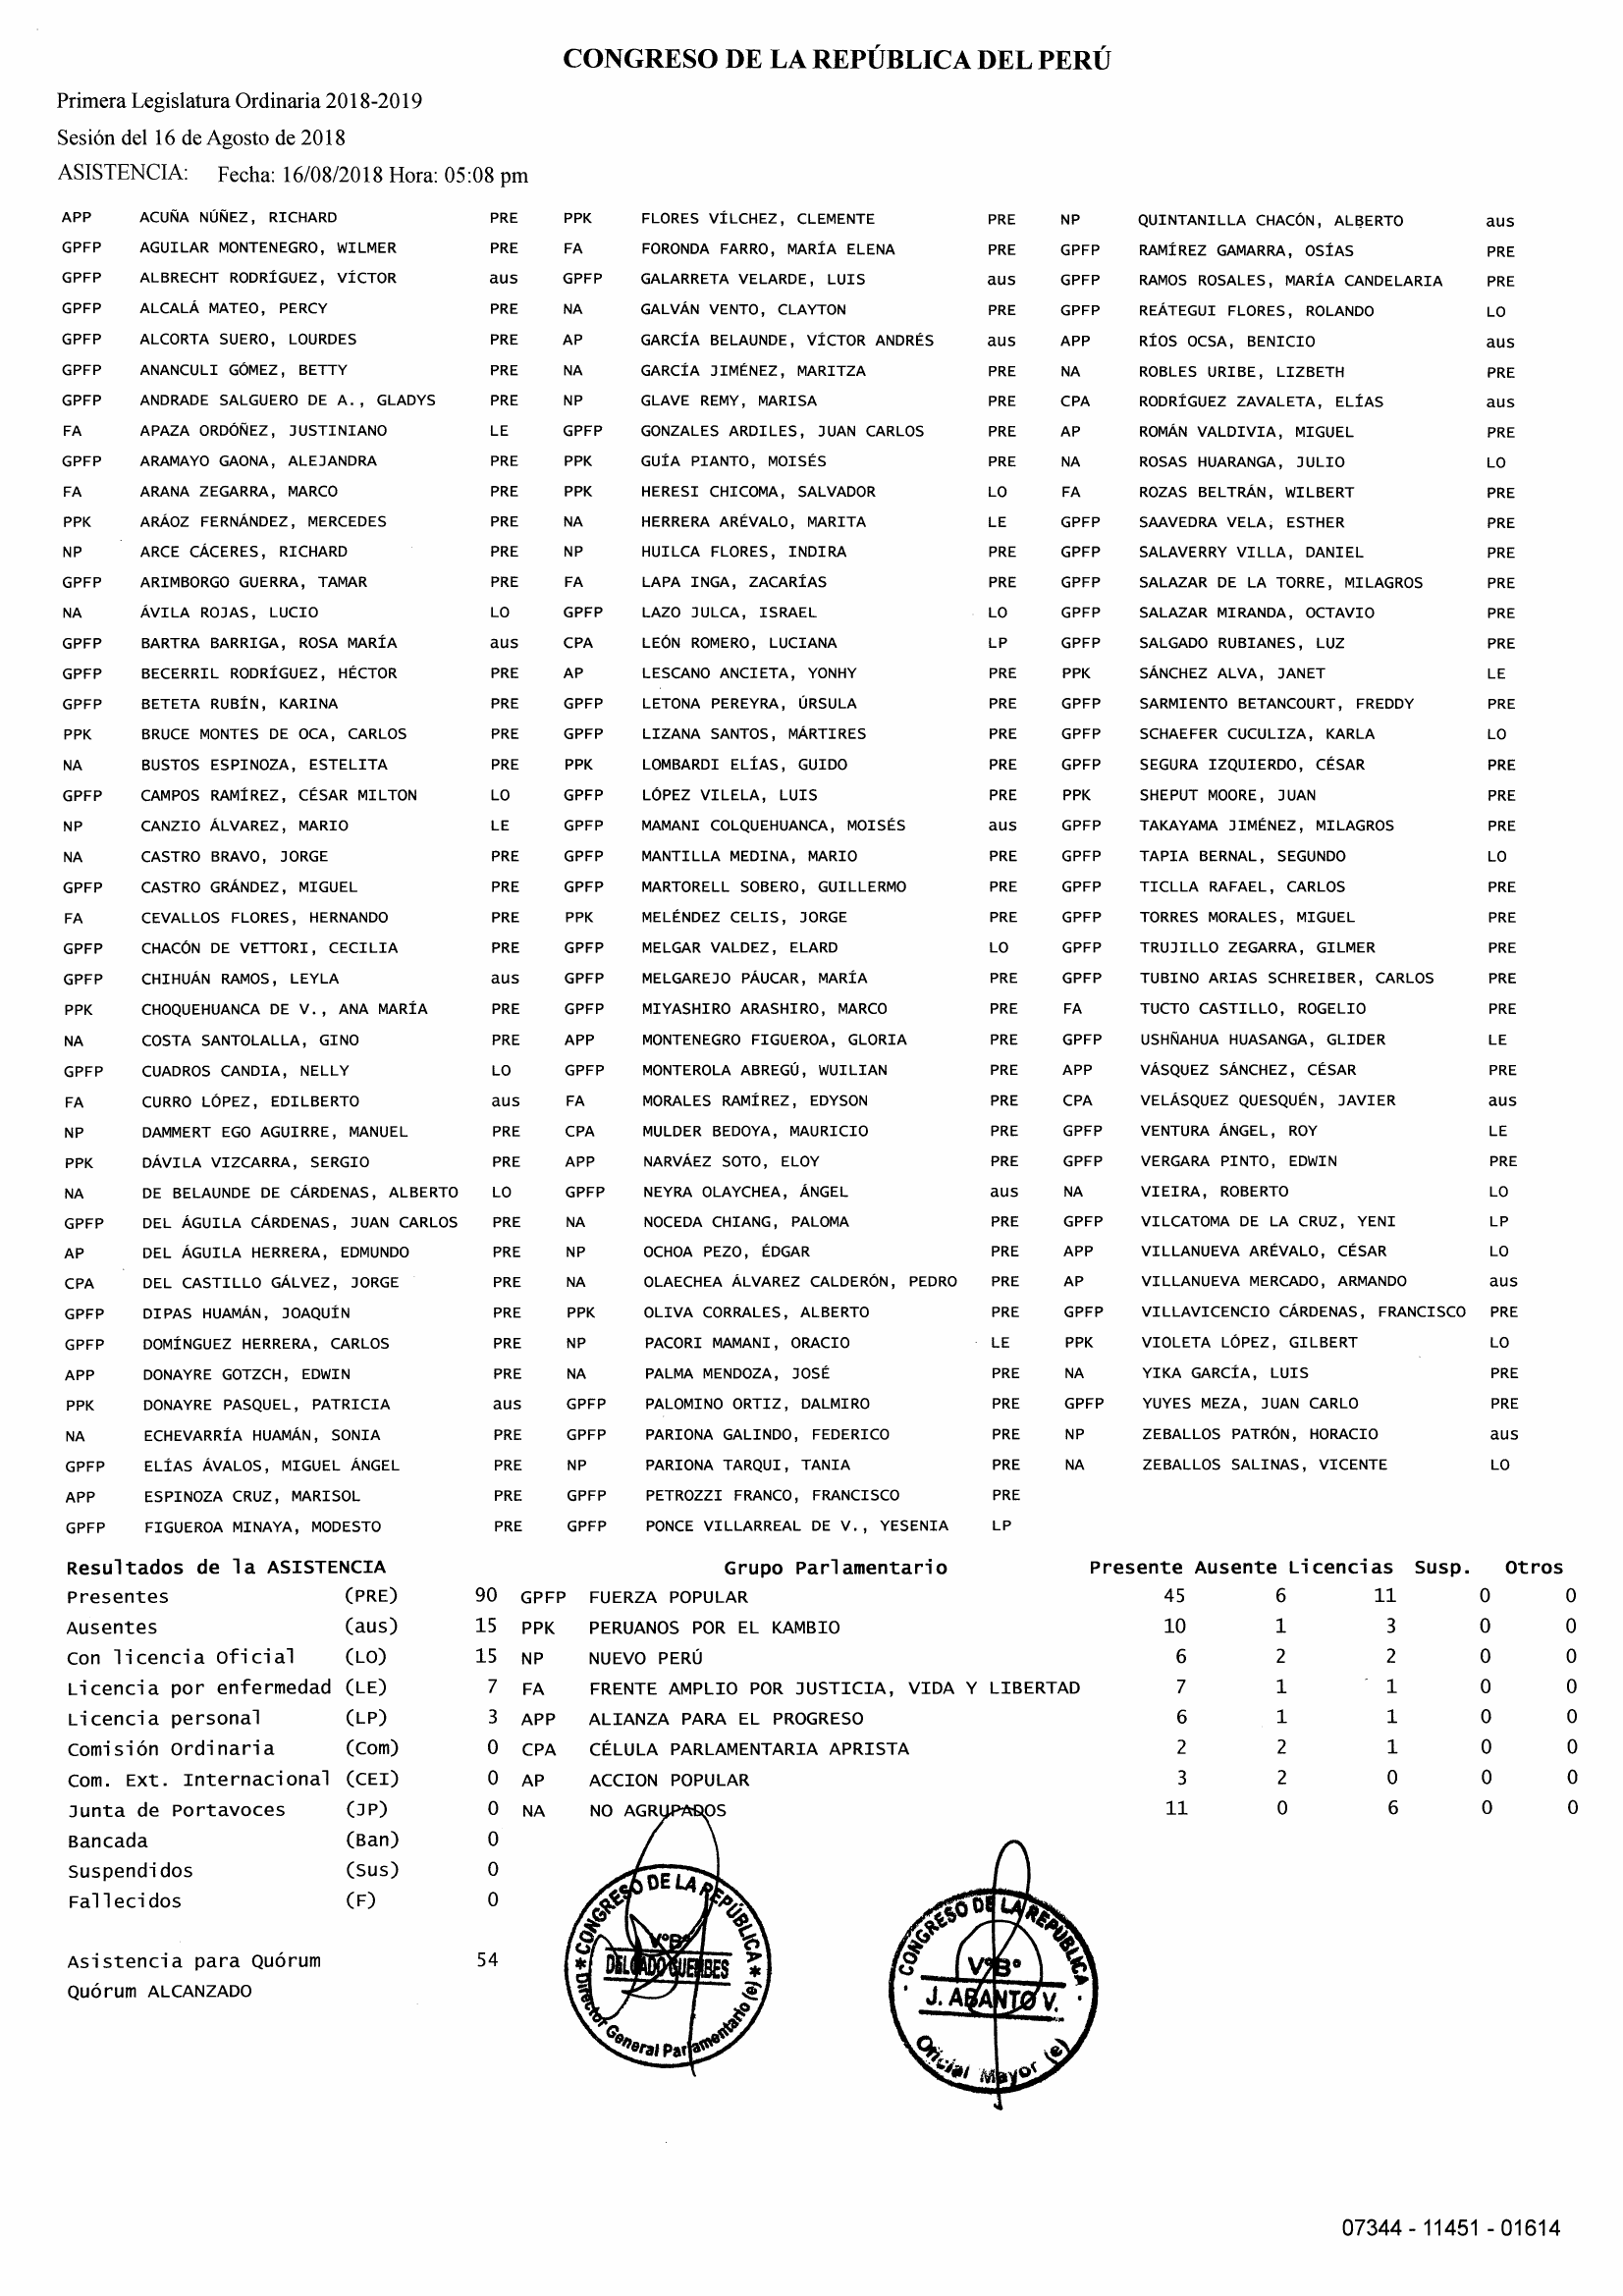 CONGRESO DE LA REPÚBLICA DEL PERÚ
Primera Legislatura Ordinaria 2018-2019
Sesión del 16 de Agosto de 2018
ASISTENCIA: Fecha: 16/08/2018 Hora: 05:08 pm
APP ACUÑA NÚÑEZ, RICHARD PRE PPK FLORES VÍLCHEZ, CLEMENTE PRE NP QUINTANILLA CHACÓN, ALBERTO aus
GPFP AGUILAR MONTENEGRO, WILMER PRE FA FORONDA FARRO, MARÍA ELENA PRE GPFP RAMÍREZ GAMARRA, OSÍAS PRE
GPFP ALBRECHT RODRÍGUEZ, VÍCTOR aus GPFP GALARRETA VELARDE, LUIS aus GPFP RAMOS ROSALES, MARÍA CANDELARIA PRE
GPFP ALCALÁ MATEO, PERCY PRE NA GALVÁN VENTO, CLAYTON PRE GPFP REÁTEGUI FLORES, ROLANDO LO
GPFP ALCORTA SUERO, LOURDES PRE AP GARCÍA BELAUNDE, VÍCTOR ANDRÉS aus APP RÍOS OCSA, BENICIO aus
GPFP ANANCULI GÓMEZ, BETTY PRE NA GARCÍA JIMÉNEZ, MARITZA PRE NA ROBLES URIBE, LIZBETH PRE
GPFP ANDRADE SALGUERO DE A., GLADYS PRE NP GLAVE REMY, MARISA PRE CPA RODRÍGUEZ ZAVALETA, ELÍAS aus
FA APAZA ORDÓÑEZ, JUSTINIANO LE GPFP GONZALES ARDILES, JUAN CARLOS PRE AP ROMÁN VALDIVIA, MIGUEL PRE
GPFP ARAMAYO GAONA, ALEJANDRA PRE PPK GUÍA PIANTO, MOISÉS PRE NA ROSAS HUARANGA, JULIO LO
FA ARANA ZEGARRA, MARCO PRE PPK HERESI CHICOMA, SALVADOR LO FA ROZAS BELTRÁN, WILBERT PRE
PPK ARÁOZ FERNÁNDEZ, MERCEDES PRE NA HERRERA ARÉVALO, MARITA LE GPFP SAAVEDRA VELA, ESTHER PRE
NP ARCE CÁCERES, RICHARD PRE NP HUILCA FLORES, INDIRA PRE GPFP SALAVERRY VILLA, DANIEL PRE
GPFP ARIMBORGO GUERRA, TAMAR PRE FA LAPA INGA, ZACARÍAS PRE GPFP SALAZAR DE LA TORRE, MILAGROS PRE
NA ÁVILA ROJAS, LUCIO LO GPFP LAZO JULCA, ISRAEL LO GPFP SALAZAR MIRANDA, OCTAVIO PRE
GPFP BARTRA BARRIGA, ROSA MARÍA aus CPA LEÓN ROMERO, LUCIANA LP GPFP SALGADO RUBIANES, LUZ PRE
GPFP BECERRIL RODRÍGUEZ, HÉCTOR PRE AP LESCANO ANCIETA, YONHY PRE PPK SÁNCHEZ ALVA, JANET LE
GPFP BETETA RUBÍN, KARINA PRE GPFP LETONA PEREYRA, ÚRSULA PRE GPFP SARMIENTO BETANCOURT, FREDDY PRE
PPK BRUCE MONTES DE OCA, CARLOS PRE GPFP LIZANA SANTOS, MÁRTIRES PRE GPFP SCHAEFER CUCULIZA, KARLA LO
NA BUSTOS ESPINOZA, ESTELITA PRE PPK LOMBARDI ELÍAS, GUIDO PRE GPFP SEGURA IZQUIERDO, CÉSAR PRE
GPFP CAMPOS RAMÍREZ, CÉSAR MILTON LO GPFP LÓPEZ VILELA, LUIS PRE PPK SHEPUT MOORE, JUAN PRE
NP CANZIO ÁLVAREZ, MARIO LE GPFP MAMANI COLQUEHUANCA, MOISÉS aus GPFP TAKAYAMA JIMÉNEZ, MILAGROS PRE
NA CASTRO BRAVO, JORGE PRE GPFP MANTILLA MEDINA, MARIO PRE GPFP TAPIA BERNAL, SEGUNDO LO
GPFP CASTRO GRÁNDEZ, MIGUEL PRE GPFP MARTORELL SOBERO, GUILLERMO PRE GPFP TICLLA RAFAEL, CARLOS PRE
FA CEVALLOS FLORES, HERNANDO PRE PPK MELÉNDEZ CELIS, JORGE PRE GPFP TORRES MORALES, MIGUEL PRE
GPFP CHACÓN DE VETTORI, CECILIA PRE GPFP MELGAR VALDEZ, ELARD LO GPFP TRUJILLO ZEGARRA, GILMER PRE
GPFP CHIHUÁN RAMOS, LEYLA aus GPFP MELGAREJO PÁUCAR, MARÍA PRE GPFP TUBINO ARIAS SCHREIBER, CARLOS PRE
PPK CHOQUEHUANCA DE V., ANA MARÍA PRE GPFP MIYASHIRO ARASHIRO, MARCO PRE FA TUCTO CASTILLO, ROGELIO PRE
NA COSTA SANTOLALLA, GINO PRE APP MONTENEGRO FIGUEROA, GLORIA PRE GPFP USHÑAHUA HUASANGA, GLIDER LE
GPFP CUADROS CANDIA, NELLY LO GPFP MONTEROLA ABREGÚ, WUILIAN PRE APP VÁSQUEZ SÁNCHEZ, CÉSAR PRE
FA CURRO LÓPEZ, EDILBERTO aus FA MORALES RAMÍREZ, EDYSON PRE CPA VELÁSQUEZ QUESQUÉN, JAVIER aus
NP DAMMERT EGO AGUIRRE, MANUEL PRE CPA MULDER BEDOYA, MAURICIO PRE GPFP VENTURA ÁNGEL, ROY LE
PPK DÁVILA VIZCARRA, SERGIO PRE APP NARVÁEZ SOTO, ELOY PRE GPFP VERGARA PINTO, EDWIN PRE
NA DE BELAUNDE DE CÁRDENAS, ALBERTO LO GPFP NEYRA OLAYCHEA, ÁNGEL aus NA VIEIRA, ROBERTO LO
GPFP DEL ÁGUILA CÁRDENAS, JUAN CARLOS PRE NA NOCEDA CHIANG, PALOMA PRE GPFP VILCATOMA DE LA CRUZ, YENI LP
AP DEL ÁGUILA HERRERA, EDMUNDO PRE NP OCHOA PEZO, ÉDGAR PRE APP VILLANUEVA ARÉVALO, CÉSAR LO
CPA DEL CASTILLO GÁLVEZ, JORGE PRE NA OLAECHEA ÁLVAREZ CALDERÓN, PEDRO PRE AP VILLANUEVA MERCADO, ARMANDO aus
GPFP DIPAS HUAMÁN, JOAQUÍN PRE PPK OLIVA CORRALES, ALBERTO PRE GPFP VILLAVICENCIO CÁRDENAS, FRANCISCO PRE
GPFP DOMÍNGUEZ HERRERA, CARLOS PRE NP PACORI MAMANI, ORACIO LE PPK VIOLETA LÓPEZ, GILBERT LO
APP DONAYRE GOTZCH, EDWIN PRE NA PALMA MENDOZA, JOSÉ PRE NA YIKA GARCÍA, LUIS PRE
PPK DONAYRE PASQUEL, PATRICIA aus GPFP PALOMINO ORTIZ, DALMIRO PRE GPFP YUYES MEZA, JUAN CARLO PRE
NA ECHEVARRÍA HUAMÁN, SONIA PRE GPFP PARIONA GALINDO, FEDERICO PRE NP ZEBALLOS PATRÓN, HORACIO aus
GPFP ELÍAS ÁVALOS, MIGUEL ÁNGEL PRE NP PARIONA TARQUI, TANIA PRE NA ZEBALLOS SALINAS, VICENTE LO
APP ESPINOZA CRUZ, MARISOL PRE GPFP PETROZZI FRANCO, FRANCISCO PRE
GPFP FIGUEROA MINAYA, MODESTO PRE GPFP PONCE VILLARREAL DE V., YESENIA LP
Resultados de la ASISTENCIA Grupo Parlamentario Presente Ausente Licencias Susp. Otros
Presentes (PRE) 90 GPFP FUERZA POPULAR 45 6 11 0 0
Ausentes (aus) 15 PPK PERUANOS POR EL KAMBIO 10 1 3 0 0
Con licencia Oficial (LO) 15 NP NUEVO PERÚ 6 2 2 0 0
Licencia por enfermedad (LE) 7 FA FRENTE AMPLIO POR JUSTICIA, VIDA Y LIBERTAD 7 1 1 0 0
Licencia personal (LP) 3 APP ALIANZA PARA EL PROGRESO 6 1 1 0 0
Comisión Ordinaria (Com) 0 CPA CÉLULA PARLAMENTARIA APRISTA 2 2 1 0 0
Com. Ext. Internacional (CEI) 0 AP ACCION POPULAR 3 2 0 0 0
Junta de Portavoces (JP) 0 NA NO AGRUPADOS 11 0 6 0 0
Bancada (Ban) 0
Suspendidos (Sus) 0
Fallecidos (F) 0
Asistencia para Quórum 54
Quórum ALCANZADO
CONGRESO DE LA REPÚBLICA
V°B°
DELGADO GUEMBES
Director General Parlamentario (e)
CONGRESO DE LA REPÚBLICA
V°B°
J. ABANTO V.
Oficial Mayor (e)
07344 - 11451 - 01614